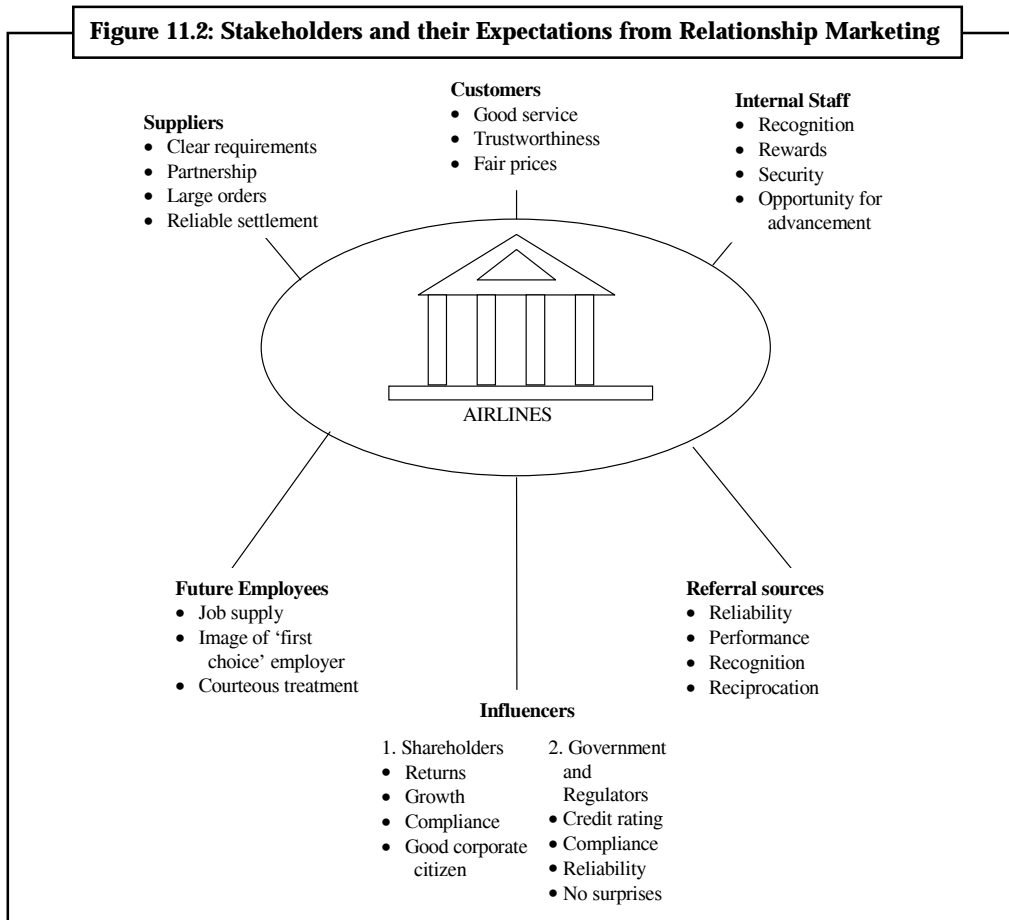 Figure 11.2: Stakeholders and their Expectations from Relationship Marketing
Suppliers
• Clear requirements
• Partnership
• Large orders
• Reliable settlement
Customers
• Good service
• Trustworthiness
• Fair prices
Internal Staff
• Recognition
• Rewards
• Security
• Opportunity for
advancement
AIRLINES
Future Employees
• Job supply
• Image of ‘first
choice’ employer
• Courteous treatment
Influencers
1. Shareholders
• Returns
• Growth
• Compliance
• Good corporate
citizen
2. Government
and
Regulators
• Credit rating
• Compliance
• Reliability
• No surprises
Referral sources
• Reliability
• Performance
• Recognition
• Reciprocation